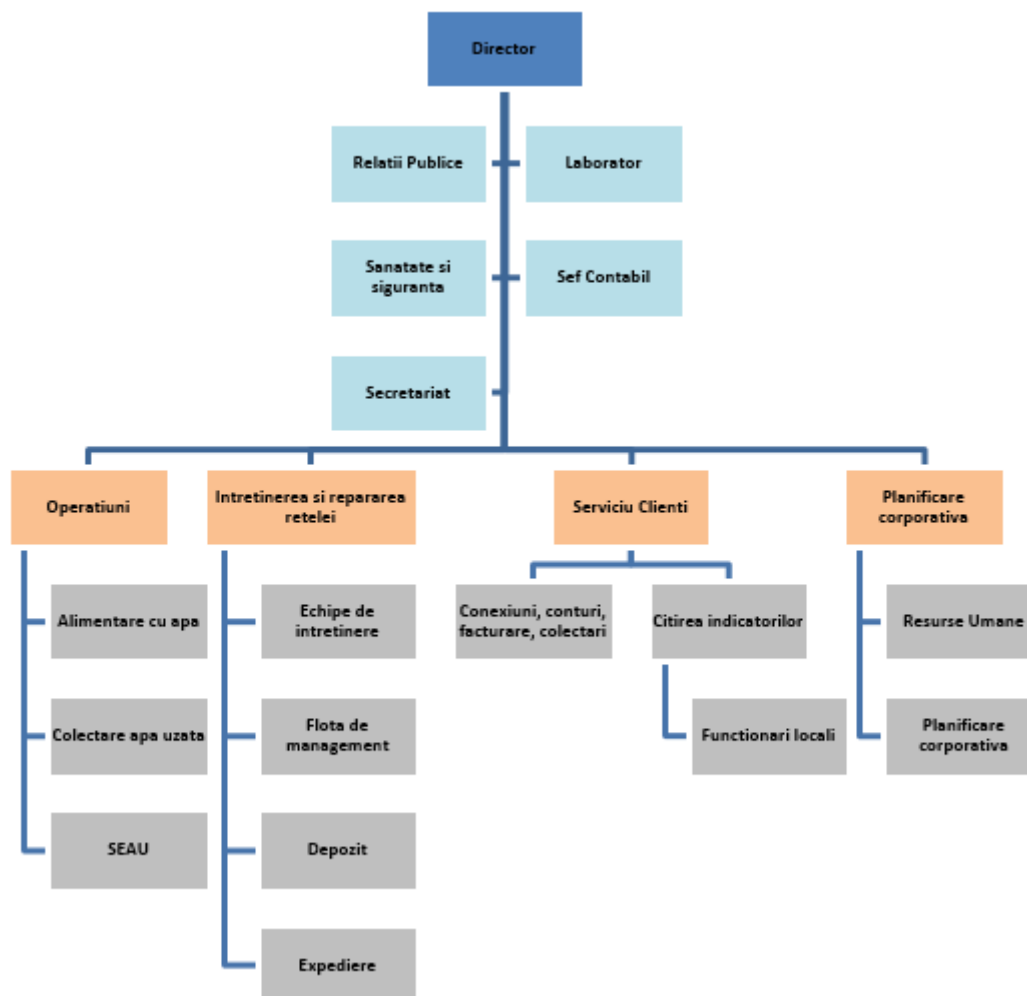 Director
Relatii Publice
Laborator
Sanatate si
siguranta
Sef Contabil
Secretariat
Operatiuni
Intretinerea si repararea
retelei
Serviciu Clienti
Planificare
corporativa
Alimentare cu apa
Echipe de
intretinere
Conexiuni, conturi,
facturare, colectari
Citirea indicatorilor
Resurse Umane
Colectare apa uzata
Flota de
management
Functionari locali
Planificare
corporativa
SEAU
Depozit
Expediere